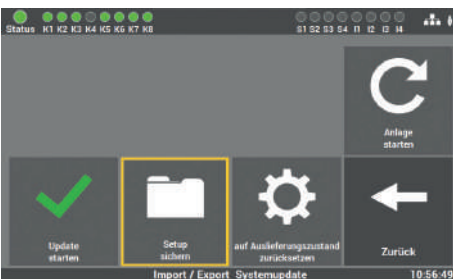 Status K1 K2 K3 K4 K5 K6 K7 K8 S1 S2 S3 S4 I1 I2 I3 I4
Anlage
starten
Update
starten
Setup
sichern
auf Auslieferungszustand
zurücksetzen
Zurück
Import / Export Systemupdate 10:56:49